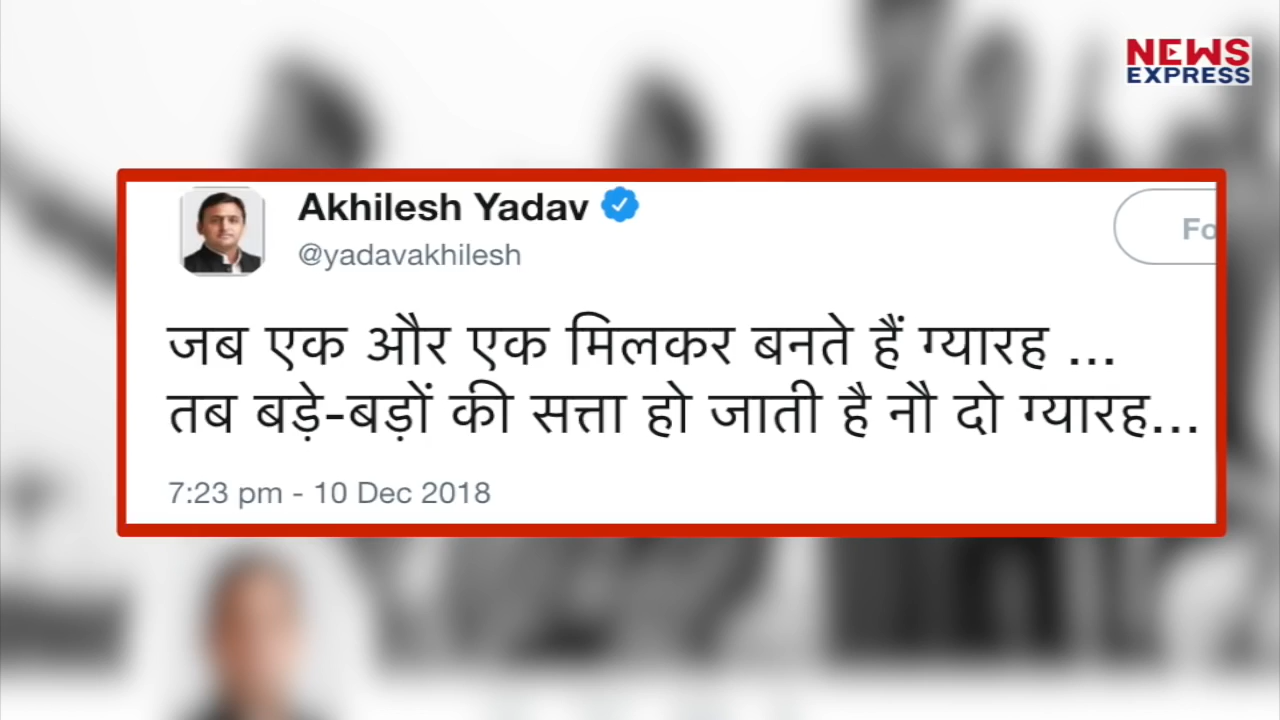 NEWS
EXPRESS
Akhilesh Yadav
@yadavakhilesh
Fo
जब एक और एक मिलकर बनते हैं ग्यारह ...
तब बड़े-बड़ों की सत्ता हो जाती है नौ दो ग्यारह...
7:23 pm - 10 Dec 2018